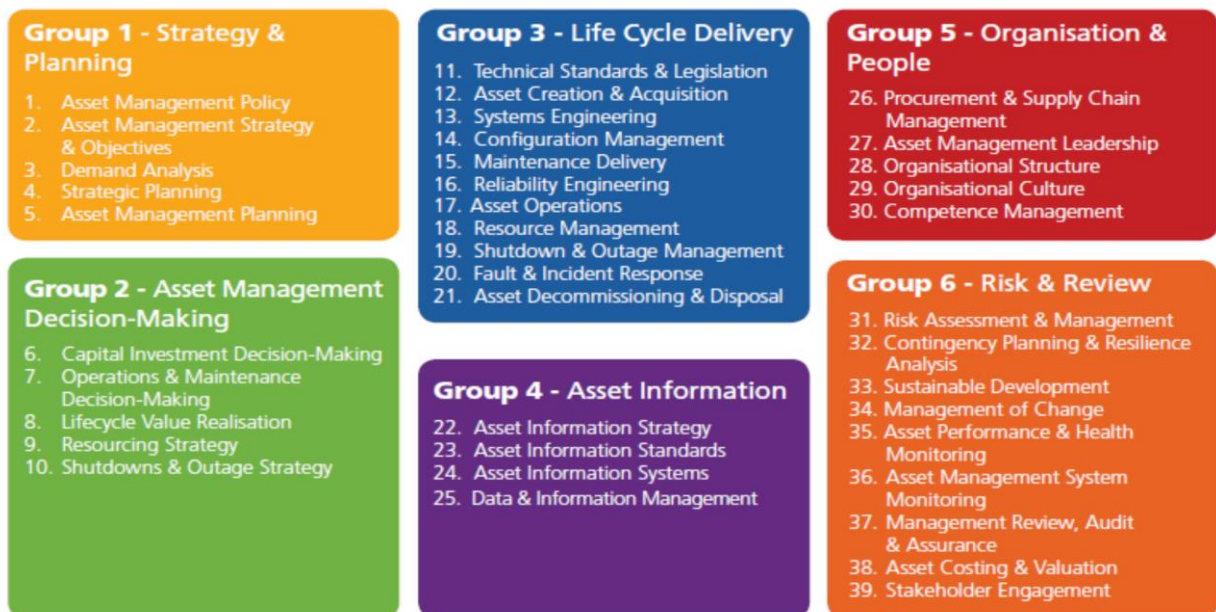 Group 1 - Strategy &
Planning
1. Asset Management Policy
2. Asset Management Strategy
& Objectives
3. Demand Analysis
4. Strategic Planning
5. Asset Management Planning
Group 2 - Asset Management
Decision-Making
6. Capital Investment Decision-Making
7. Operations & Maintenance
Decision-Making
8. Lifecycle Value Realisation
9. Resourcing Strategy
10. Shutdowns & Outage Strategy
Group 3 - Life Cycle Delivery
11. Technical Standards & Legislation
12. Asset Creation & Acquisition
13. Systems Engineering
14. Configuration Management
15. Maintenance Delivery
16. Reliability Engineering
17. Asset Operations
18. Resource Management
19. Shutdown & Outage Management
20. Fault & Incident Response
21. Asset Decommissioning & Disposal
Group 4 - Asset Information
22. Asset Information Strategy
23. Asset Information Standards
24. Asset Information Systems
25. Data & Information Management
Group 5 - Organisation &
People
26. Procurement & Supply Chain
Management
27. Asset Management Leadership
28. Organisational Structure
29. Organisational Culture
30. Competence Management
Group 6 - Risk & Review
31. Risk Assessment & Management
32. Contingency Planning & Resilience
Analysis
33. Sustainable Development
34. Management of Change
35. Asset Performance & Health
Monitoring
36. Asset Management System
Monitoring
37. Management Review, Audit
& Assurance
38. Asset Costing & Valuation
39. Stakeholder Engagement